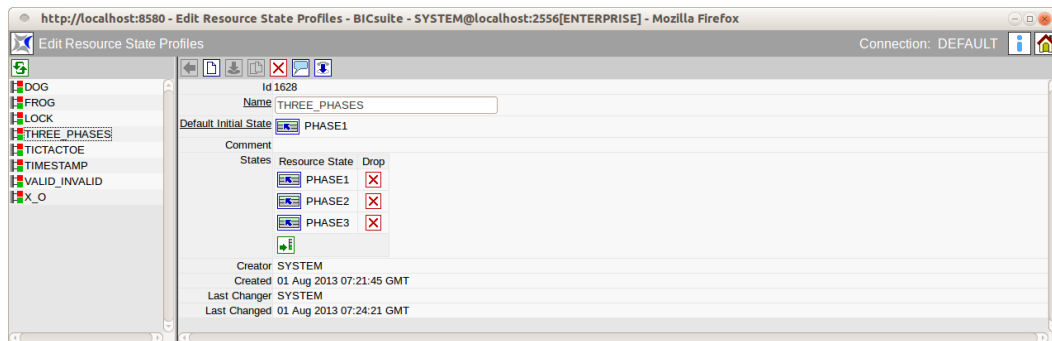 http://localhost:8580 - Edit Resource State Profiles - BICsuite - SYSTEM@localhost:2556[ENTERPRISE] - Mozilla Firefox
Edit Resource State Profiles
Connection: DEFAULT
DOG
FROG
LOCK
THREE_PHASES
TICTACTOE
TIMESTAMP
VALID_INVALID
X_O
Id 1628
Name THREE_PHASES
Default Initial State PHASE1
Comment
States Resource State Drop
PHASE1
PHASE2
PHASE3
Creator SYSTEM
Created 01 Aug 2013 07:21:45 GMT
Last Changer SYSTEM
Last Changed 01 Aug 2013 07:24:21 GMT